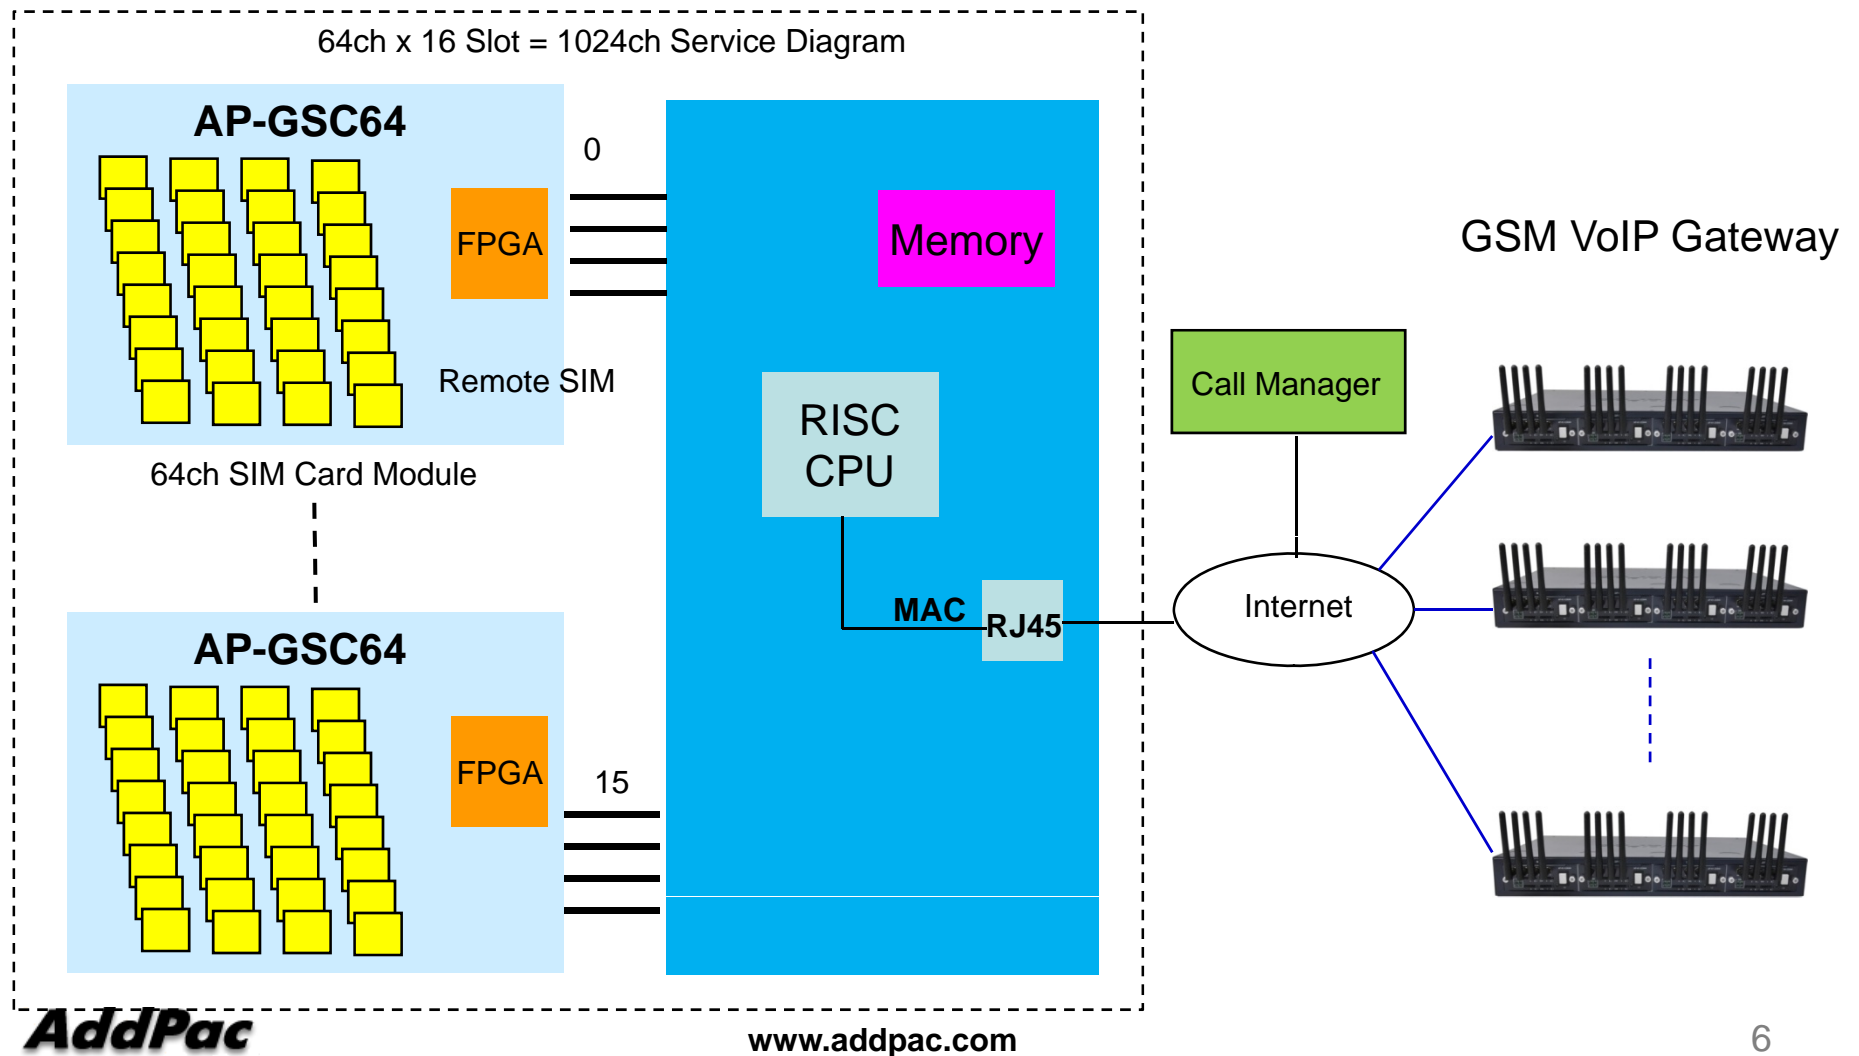 64ch x 16 Slot = 1024ch Service Diagram
AP-GSC64
0
FPGA
Memory
GSM VoIP Gateway
Remote SIM
RISC
CPU
Call Manager
64ch SIM Card Module
MAC
RJ45
Internet
AP-GSC64
FPGA
15
AddPac
www.addpac.com
6